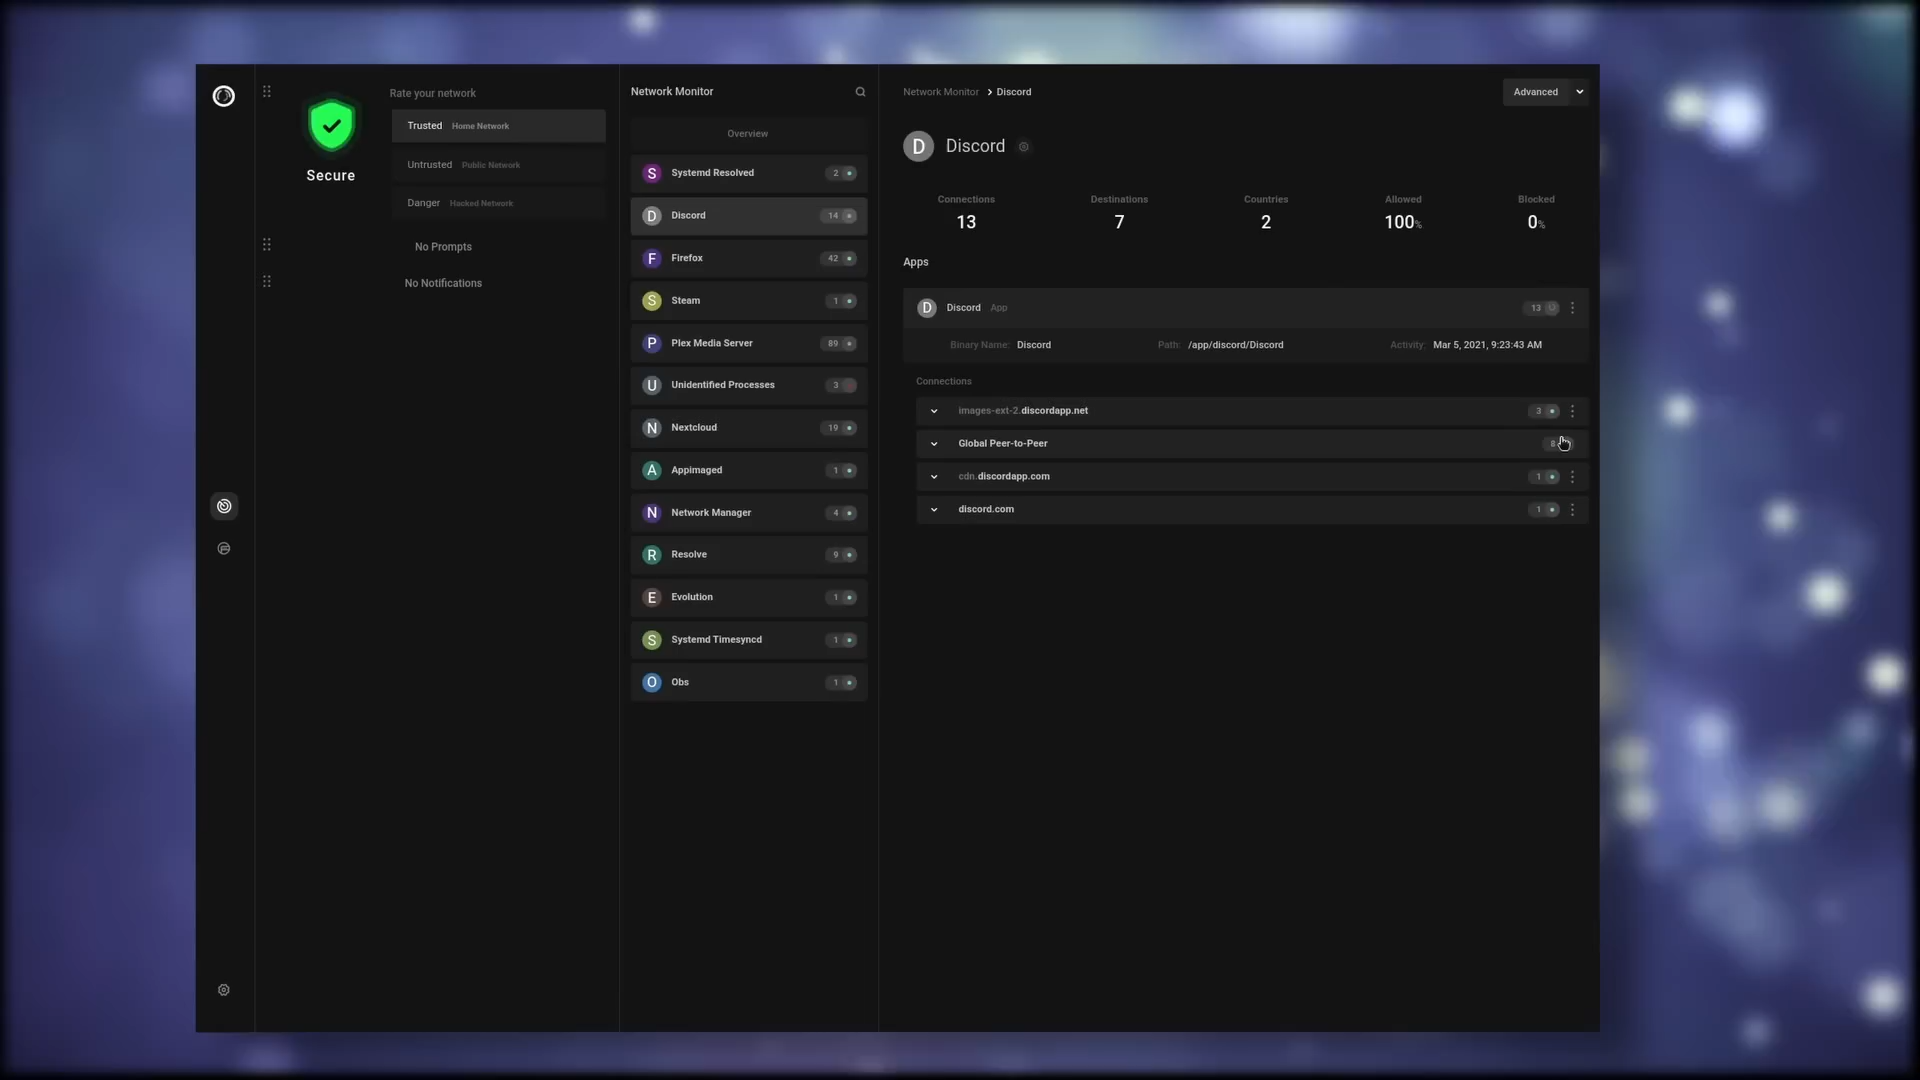 Rate your network
Trusted Home Network
Secure
Untrusted Public Network
Danger Hacked Network
No Prompts
No Notifications
Network Monitor
Overview
S Systemd Resolved 2
D Discord 14
F Firefox 42
S Steam 1
P Plex Media Server 89
U Unidentified Processes 3
N Nextcloud 19
A Appimaged 1
N Network Manager 4
R Resolve 9
E Evolution 1
S Systemd Timesyncd 1
O Obs 1
Network Monitor > Discord
Advanced
D Discord
Connections Destinations Countries Allowed Blocked
13 7 2 100% 0%
Apps
D Discord App 13
Binary Name: Discord Path: /app/discord/Discord Activity: Mar 5, 2021, 9:23:43 AM
Connections
images-ext-2.discordapp.net 3
Global Peer-to-Peer
cdn.discordapp.com 1
discord.com 1